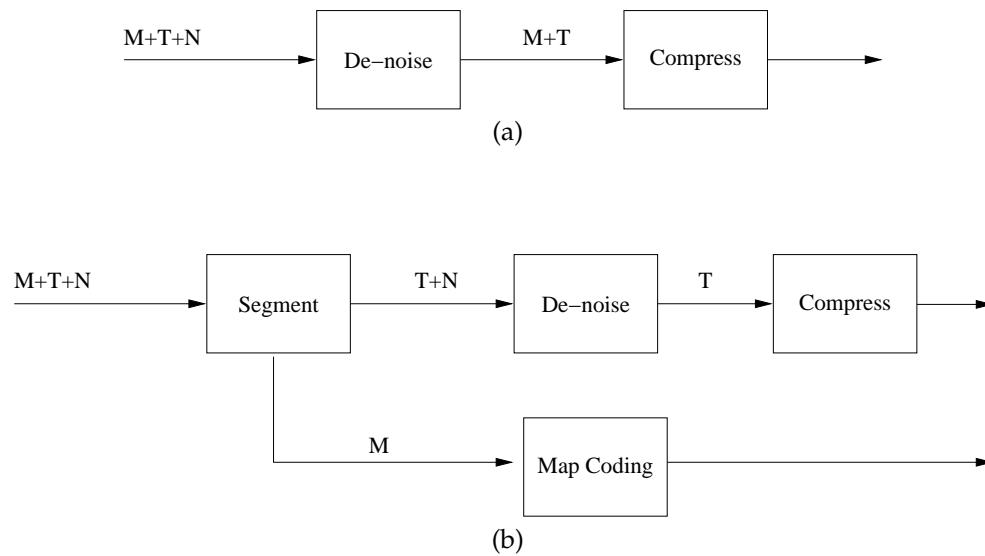 M+T+N
De−noise
M+T
Compress
(a)
M+T+N
Segment
T+N
De−noise
T
Compress
M
Map Coding
(b)